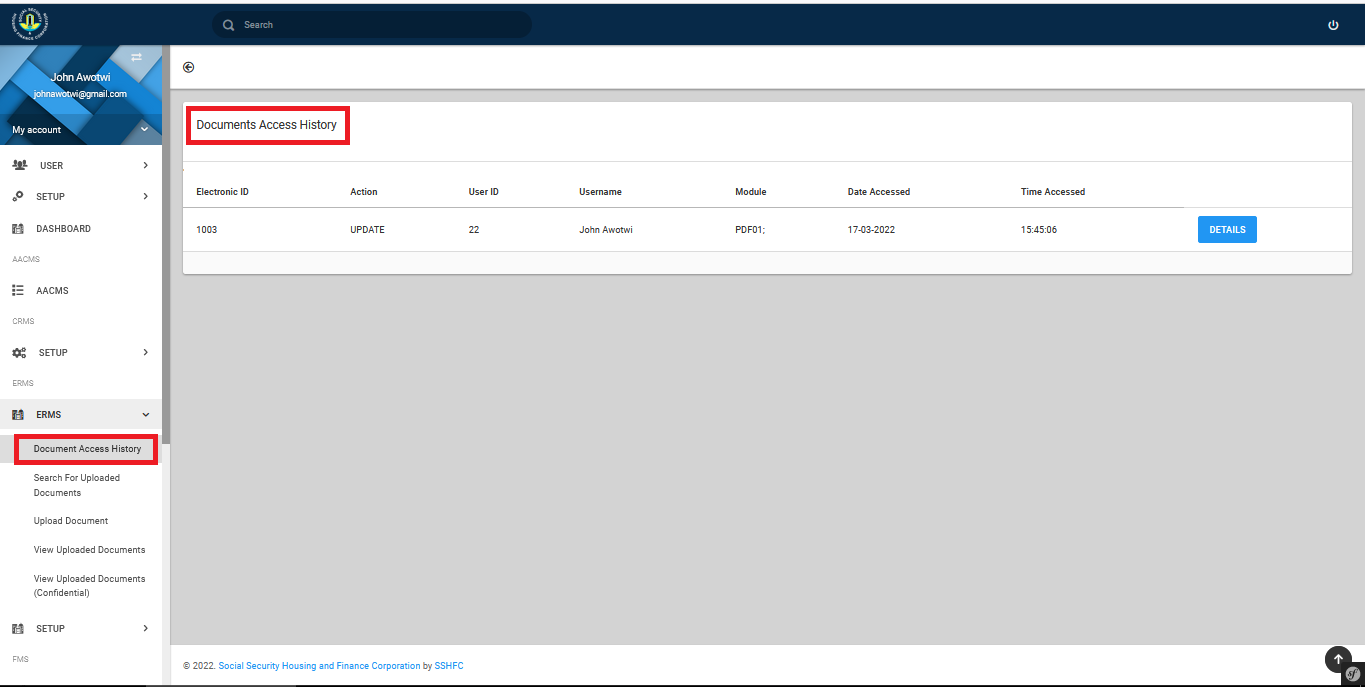 Search
John Awotwi
johnawotwi@gmail.com
My account
USER
SETUP
DASHBOARD
AACMS
AACMS
CRMS
SETUP
ERMS
ERMS
Document Access History
Search For Uploaded
Documents
Upload Document
View Uploaded Documents
View Uploaded Documents
(Confidential)
SETUP
FMS
Documents Access History
Electronic ID Action User ID Username Module Date Accessed Time Accessed
1003 UPDATE 22 John Awotwi PDF01; 17-03-2022 15:45:06 DETAILS
© 2022. Social Security Housing and Finance Corporation by SSHFC
sf